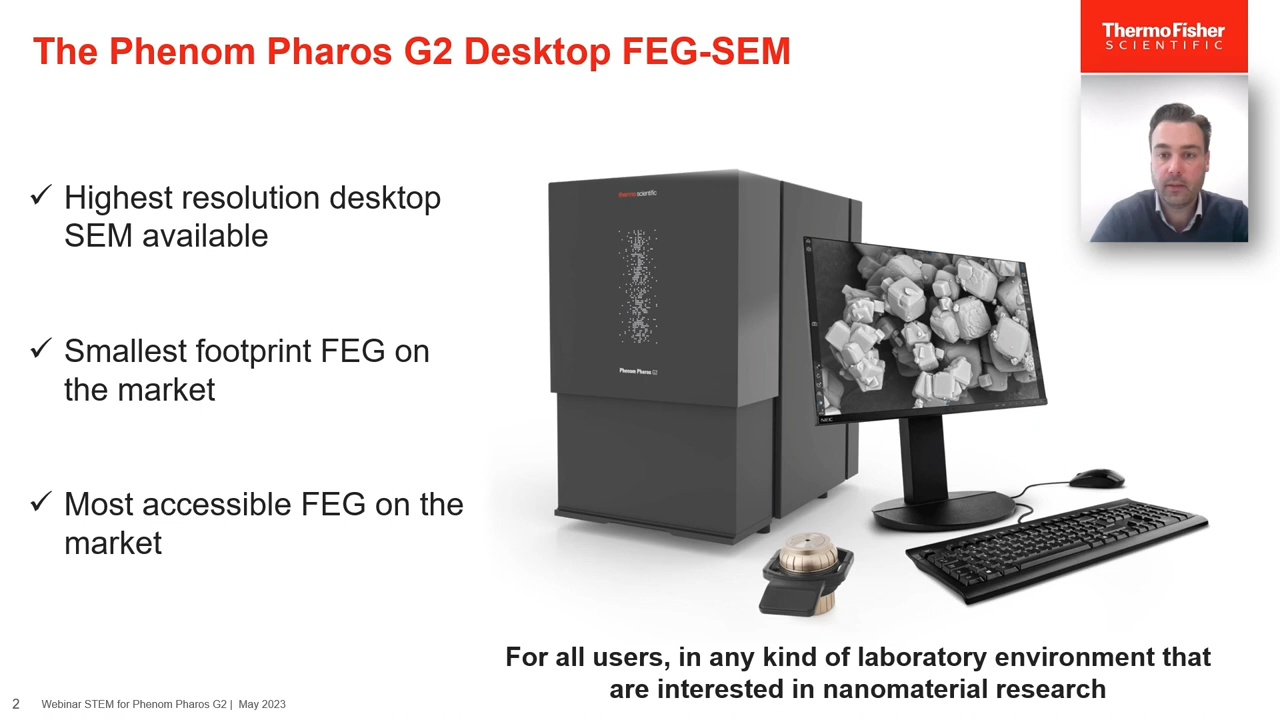 The Phenom Pharos G2 Desktop FEG-SEM
ThermoFisher
SCIENTIFIC
✓ Highest resolution desktop
SEM available
✓ Smallest footprint FEG on
the market
✓ Most accessible FEG on the
market
thermo scientific
Phenom Pharos G2
NEC
For all users, in any kind of laboratory environment that
are interested in nanomaterial research
2 Webinar STEM for Phenom Pharos G2 | May 2023